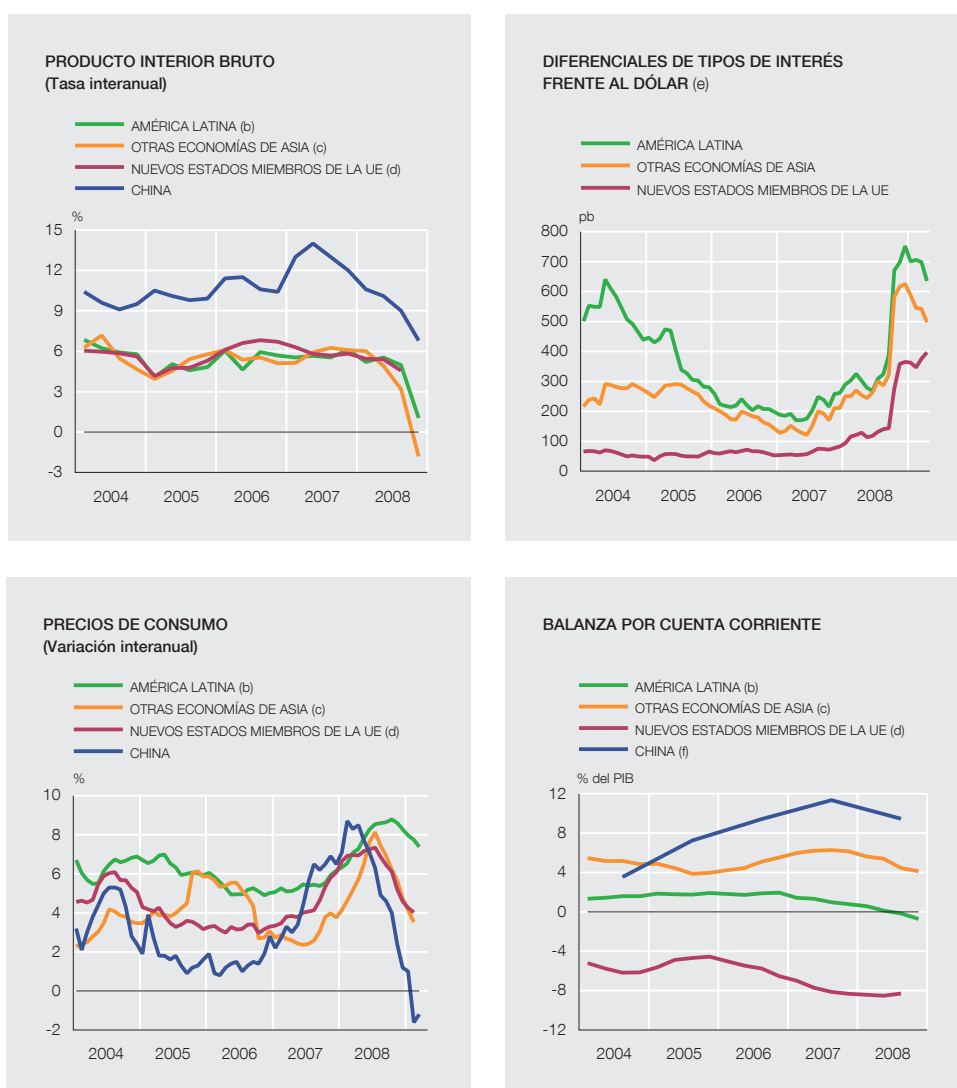 PRODUCTO INTERIOR BRUTO
(Tasa interanual)
AMÉRICA LATINA (b)
OTRAS ECONOMÍAS DE ASIA (c)
NUEVOS ESTADOS MIEMBROS DE LA UE (d)
CHINA
%
15
12
9
6
3
0
-3
2004 2005 2006 2007 2008
DIFERENCIALES DE TIPOS DE INTERÉS
FRENTE AL DÓLAR (e)
AMÉRICA LATINA
OTRAS ECONOMÍAS DE ASIA
NUEVOS ESTADOS MIEMBROS DE LA UE
pb
800
700
600
500
400
300
200
100
0
2004 2005 2006 2007 2008
PRECIOS DE CONSUMO
(Variación interanual)
AMÉRICA LATINA (b)
OTRAS ECONOMÍAS DE ASIA (c)
NUEVOS ESTADOS MIEMBROS DE LA UE (d)
CHINA
%
10
8
6
4
2
0
-2
2004 2005 2006 2007 2008
BALANZA POR CUENTA CORRIENTE
AMÉRICA LATINA (b)
OTRAS ECONOMÍAS DE ASIA (c)
NUEVOS ESTADOS MIEMBROS DE LA UE (d)
CHINA (f)
% del PIB
12
8
4
0
-4
-8
-12
2004 2005 2006 2007 2008